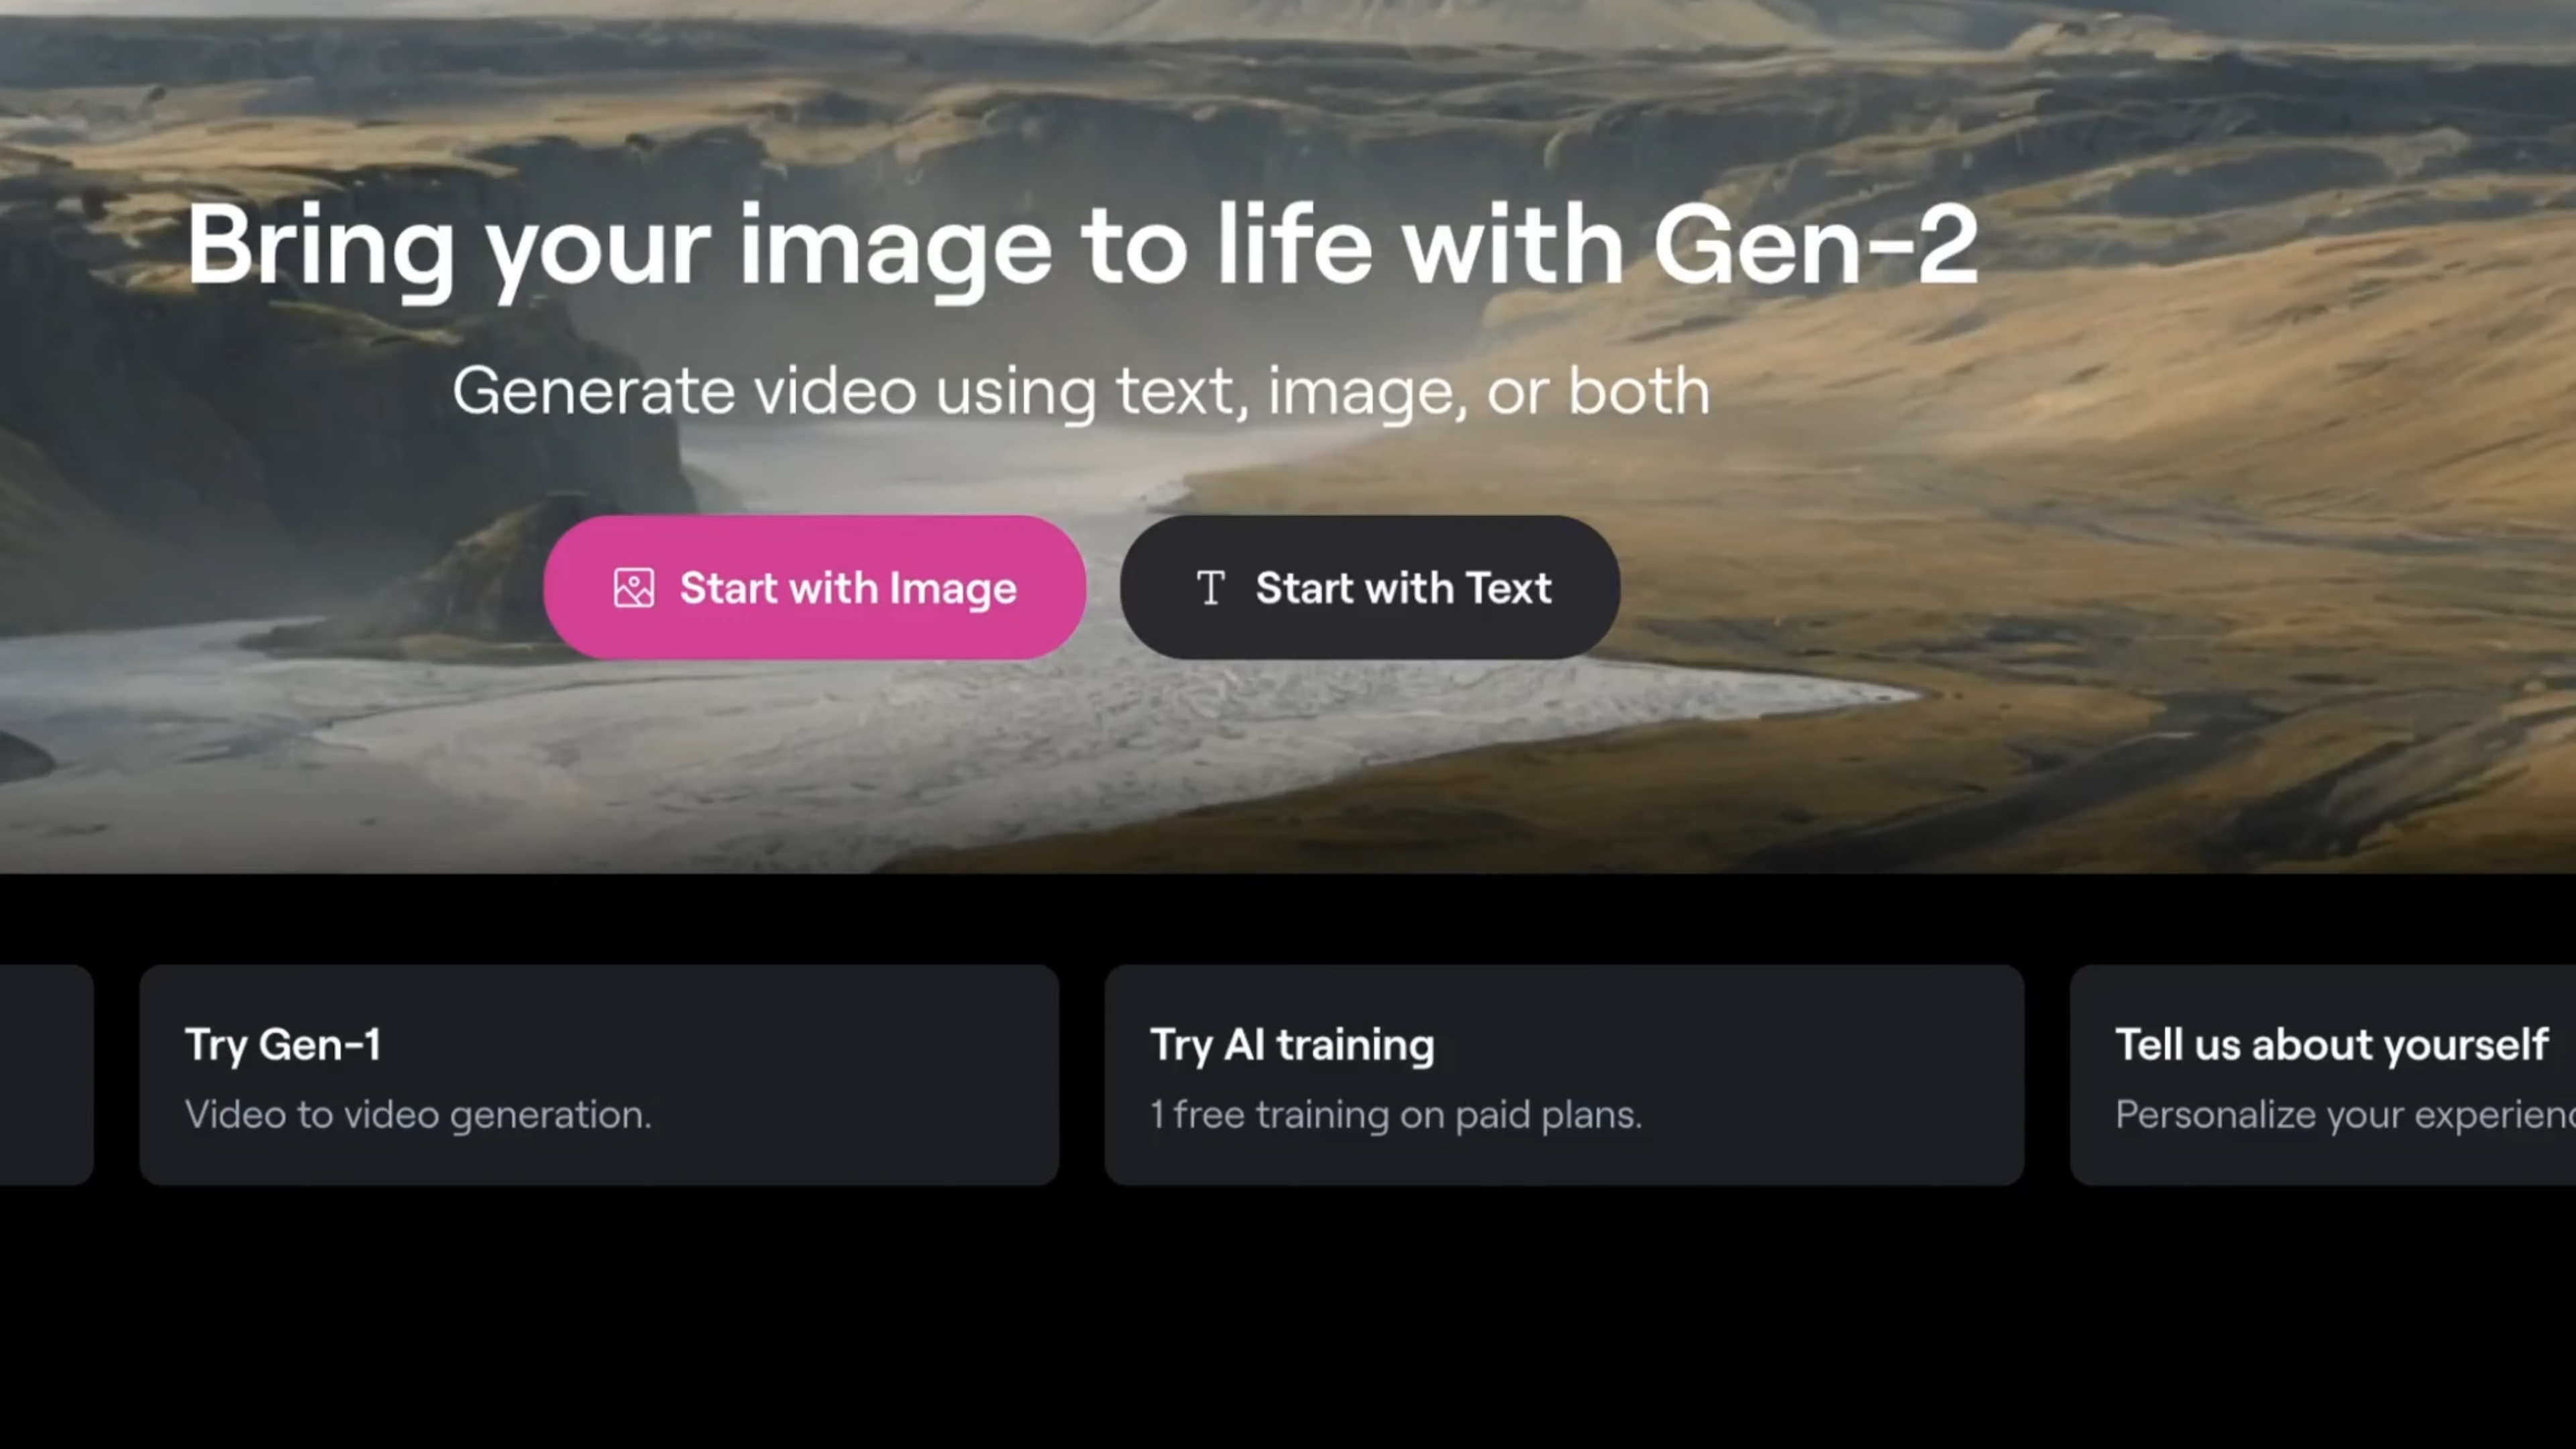 Bring your image to life with Gen-2
Generate video using text, image, or both
Start with Image
T Start with Text
Try Gen-1
Video to video generation.
Try AI training
1 free training on paid plans.
Tell us about yourself
Personalize your